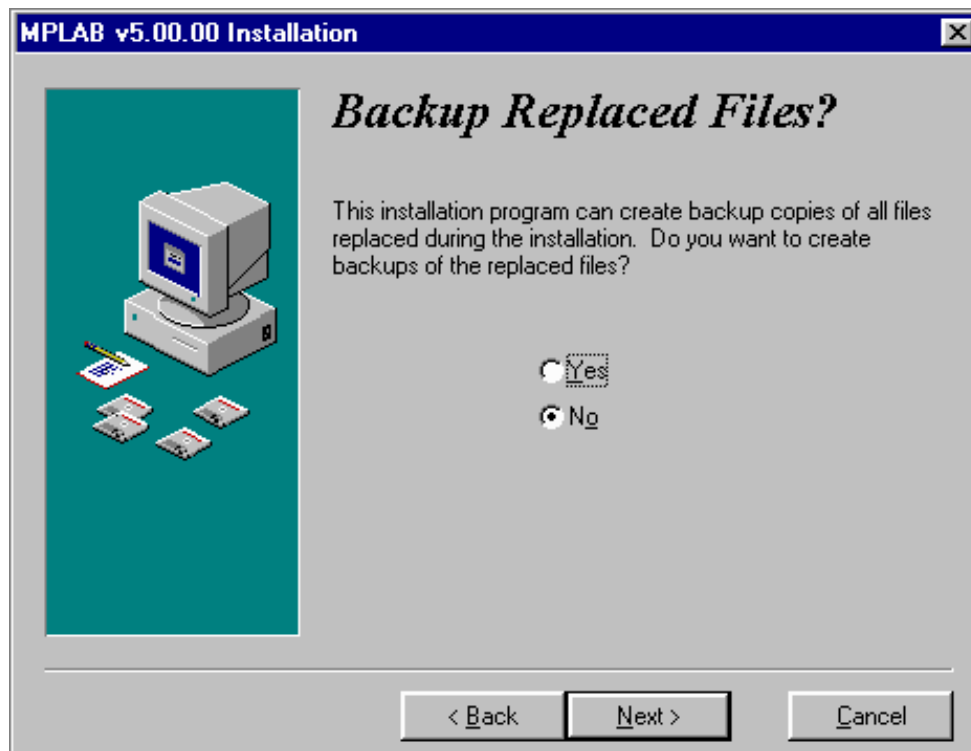 MPLAB v5.00.00 Installation
Backup Replaced Files?
This installation program can create backup copies of all files
replaced during the installation. Do you want to create
backups of the replaced files?
Yes
No
< Back
Next >
Cancel